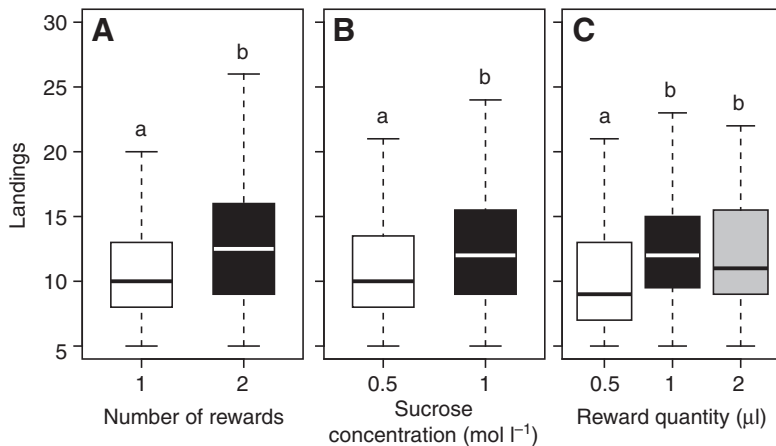 A
B
C
30
25
20
15
10
5
Landings
a
b
a
b
a
b
b
1
2
0.5
1
0.5
1
2
Number of rewards
Sucrose
concentration (mol l⁻¹)
Reward quantity (µl)